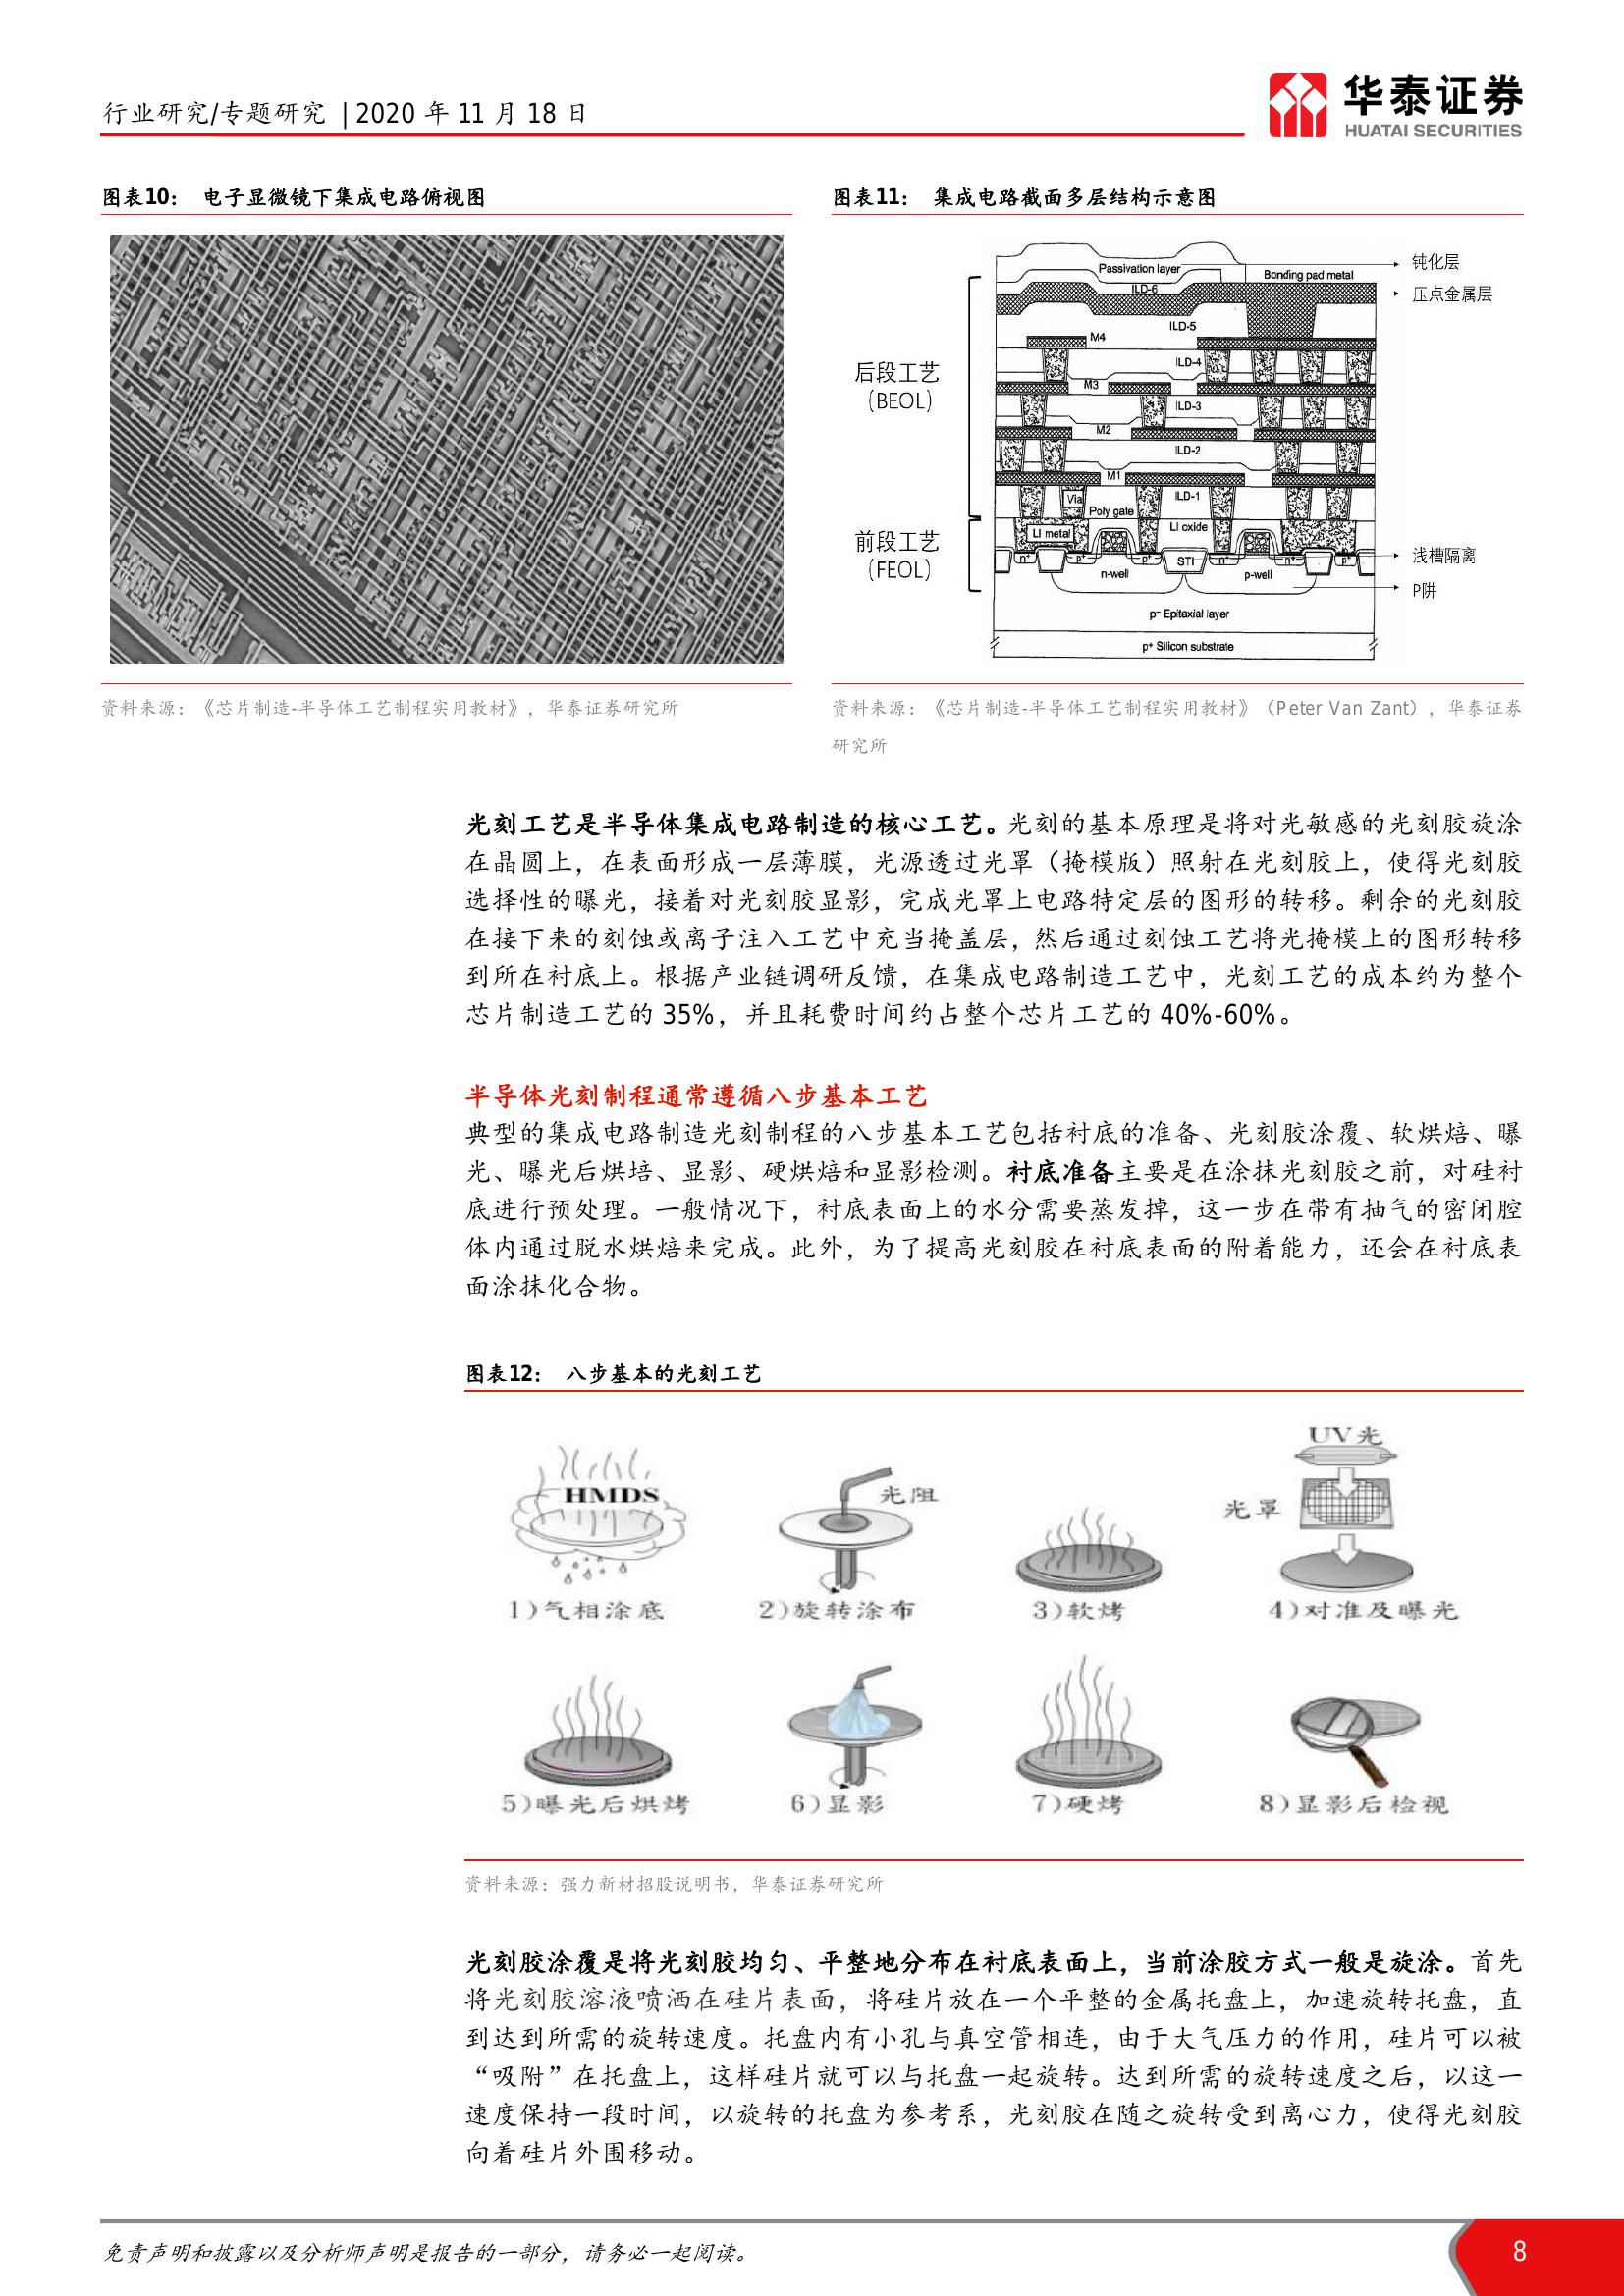 行业研究/专题研究 | 2020 年 11 月 18 日
华泰证券
HUATAI SECURITIES
图表10： 电子显微镜下集成电路俯视图
资料来源：《芯片制造-半导体工艺制程实用教材》，华泰证券研究所
图表11： 集成电路截面多层结构示意图
Passivation layer
钝化层
Bonding pad metal
ILD-6
压点金属层
ILD-5
M4
ILD-4
后段工艺
（BEOL）
M3
ILD-3
M2
ILD-2
M1
Via
ILD-1
Poly gate
前段工艺
（FEOL）
LI metal
LI oxide
n+
p+
p+
STI
n+
n+
p+
浅槽隔离
n-well
p-well
P阱
p− Epitaxial layer
p+ Silicon substrate
资料来源：《芯片制造-半导体工艺制程实用教材》（Peter Van Zant），华泰证券
研究所
光刻工艺是半导体集成电路制造的核心工艺。光刻的基本原理是将对光敏感的光刻胶旋涂
在晶圆上，在表面形成一层薄膜，光源透过光罩（掩模版）照射在光刻胶上，使得光刻胶
选择性的曝光，接着对光刻胶显影，完成光罩上电路特定层的图形的转移。剩余的光刻胶
在接下来的刻蚀或离子注入工艺中充当掩盖层，然后通过刻蚀工艺将光掩模上的图形转移
到所在衬底上。根据产业链调研反馈，在集成电路制造工艺中，光刻工艺的成本约为整个
芯片制造工艺的 35%，并且耗费时间约占整个芯片工艺的 40%-60%。
半导体光刻制程通常遵循八步基本工艺
典型的集成电路制造光刻制程的八步基本工艺包括衬底的准备、光刻胶涂覆、软烘焙、曝
光、曝光后烘培、显影、硬烘焙和显影检测。衬底准备主要是在涂抹光刻胶之前，对硅衬
底进行预处理。一般情况下，衬底表面上的水分需要蒸发掉，这一步在带有抽气的密闭腔
体内通过脱水烘焙来完成。此外，为了提高光刻胶在衬底表面的附着能力，还会在衬底表
面涂抹化合物。
图表12： 八步基本的光刻工艺
HMDS
光阻
UV光
光罩
1)气相涂底
2)旋转涂布
3)软烤
4)对准及曝光
5)曝光后烘烤
6)显影
7)硬烤
8)显影后检视
资料来源：强力新材招股说明书，华泰证券研究所
光刻胶涂覆是将光刻胶均匀、平整地分布在衬底表面上，当前涂胶方式一般是旋涂。首先
将光刻胶溶液喷洒在硅片表面，将硅片放在一个平整的金属托盘上，加速旋转托盘，直
到达到所需的旋转速度。托盘内有小孔与真空管相连，由于大气压力的作用，硅片可以被
“吸附”在托盘上，这样硅片就可以与托盘一起旋转。达到所需的旋转速度之后，以这一
速度保持一段时间，以旋转的托盘为参考系，光刻胶在随之旋转受到离心力，使得光刻胶
向着硅片外围移动。
免责声明和披露以及分析师声明是报告的一部分，请务必一起阅读。
8